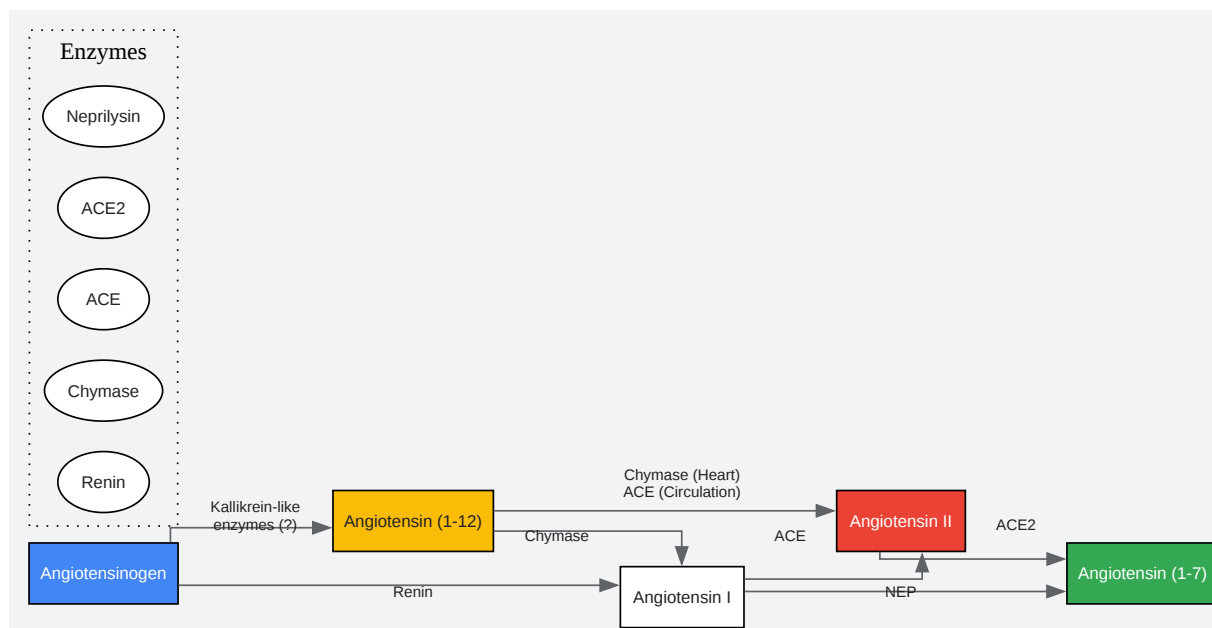 Enzymes
Neprilysin
ACE2
ACE
Chymase
Renin
Kallikrein-like
enzymes (?)
Angiotensinogen
Angiotensin (1-12)
Chymase (Heart)
ACE (Circulation)
Chymase
Renin
Angiotensin I
ACE
Angiotensin II
NEP
ACE2
Angiotensin (1-7)